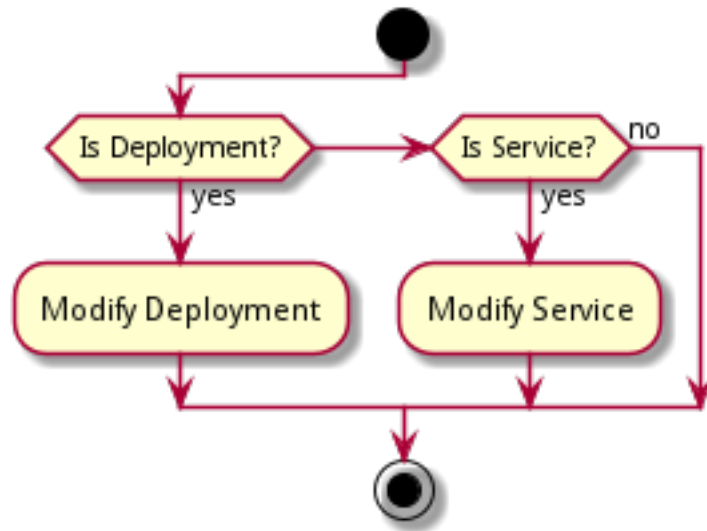 Is Deployment?
Is Service?
no
yes
yes
Modify Deployment
Modify Service